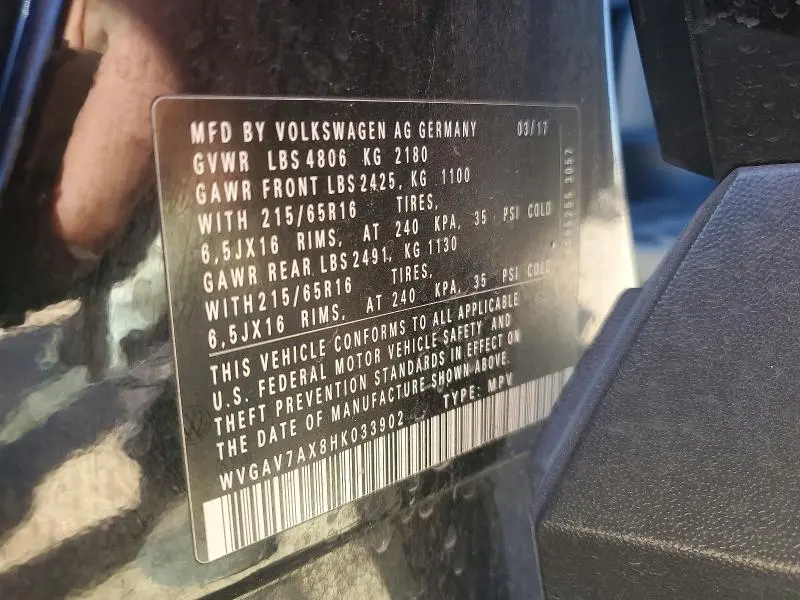 MFD BY VOLKSWAGEN AG GERMANY 03/17
GVWR LBS 4806 KG 2180
GAWR FRONT LBS 2425, KG 1100
WITH 215/65R16 TIRES,
6,5JX16 RIMS, AT 240 KPA, 35 PSI COLD
GAWR REAR LBS 2491, KG 1130
WITH 215/65R16 TIRES,
6,5JX16 RIMS, AT 240 KPA, 35 PSI COLD
THIS VEHICLE CONFORMS TO ALL APPLICABLE
U.S. FEDERAL MOTOR VEHICLE SAFETY AND
THEFT PREVENTION STANDARDS IN EFFECT ON
THE DATE OF MANUFACTURE SHOWN ABOVE.
WVGAV7AX8HK033902 TYPE: MPV